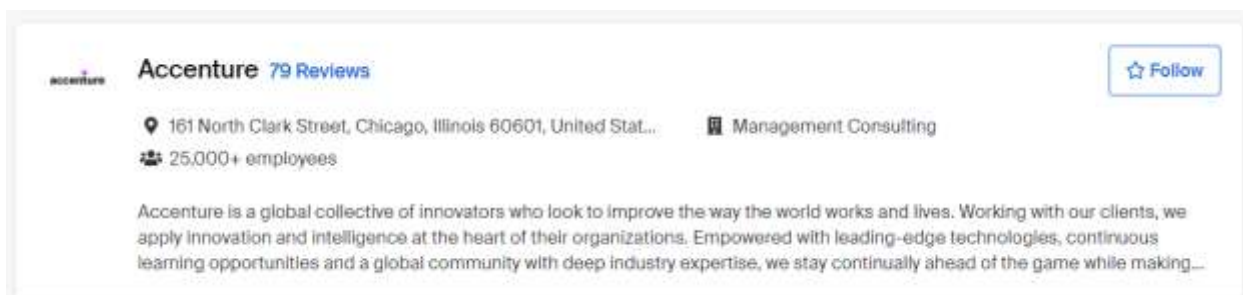 accenture
Accenture 79 Reviews
Follow
161 North Clark Street, Chicago, Illinois 60601, United Stat...
Management Consulting
25,000+ employees
Accenture is a global collective of innovators who look to improve the way the world works and lives. Working with our clients, we
apply innovation and intelligence at the heart of their organizations. Empowered with leading-edge technologies, continuous
learning opportunities and a global community with deep industry expertise, we stay continually ahead of the game while making...